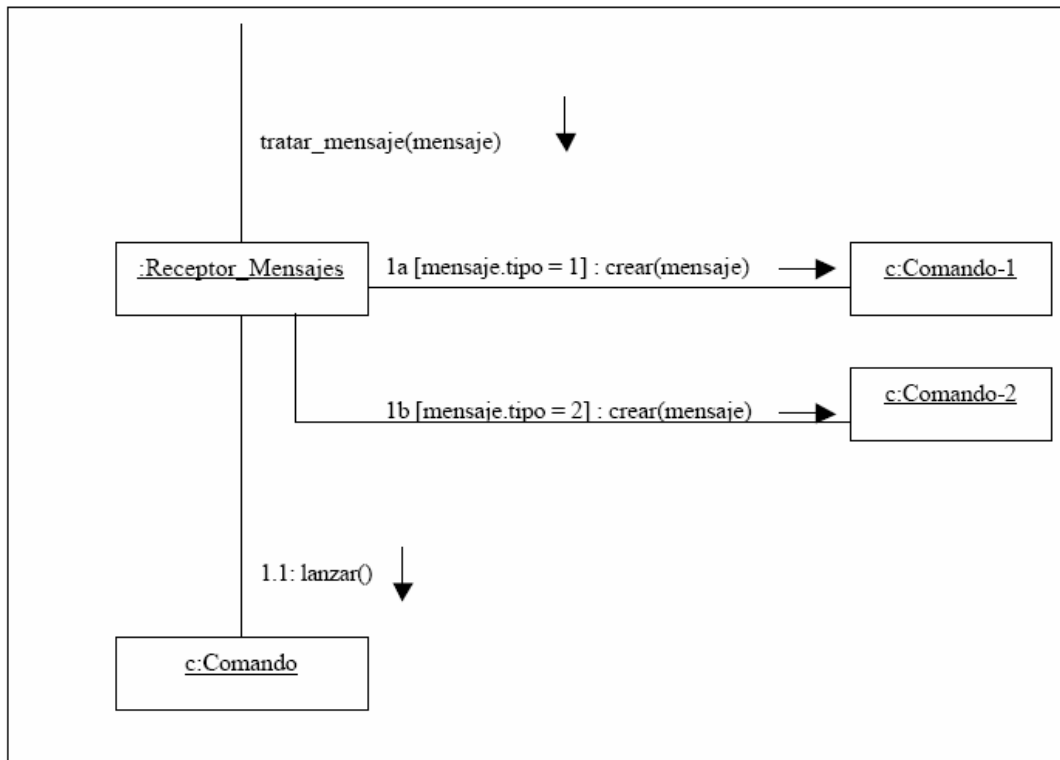 tratar_mensaje(mensaje)
:Receptor_Mensajes
1a [mensaje.tipo = 1] : crear(mensaje)
c:Comando-1
1b [mensaje.tipo = 2] : crear(mensaje)
c:Comando-2
1.1: lanzar()
c:Comando